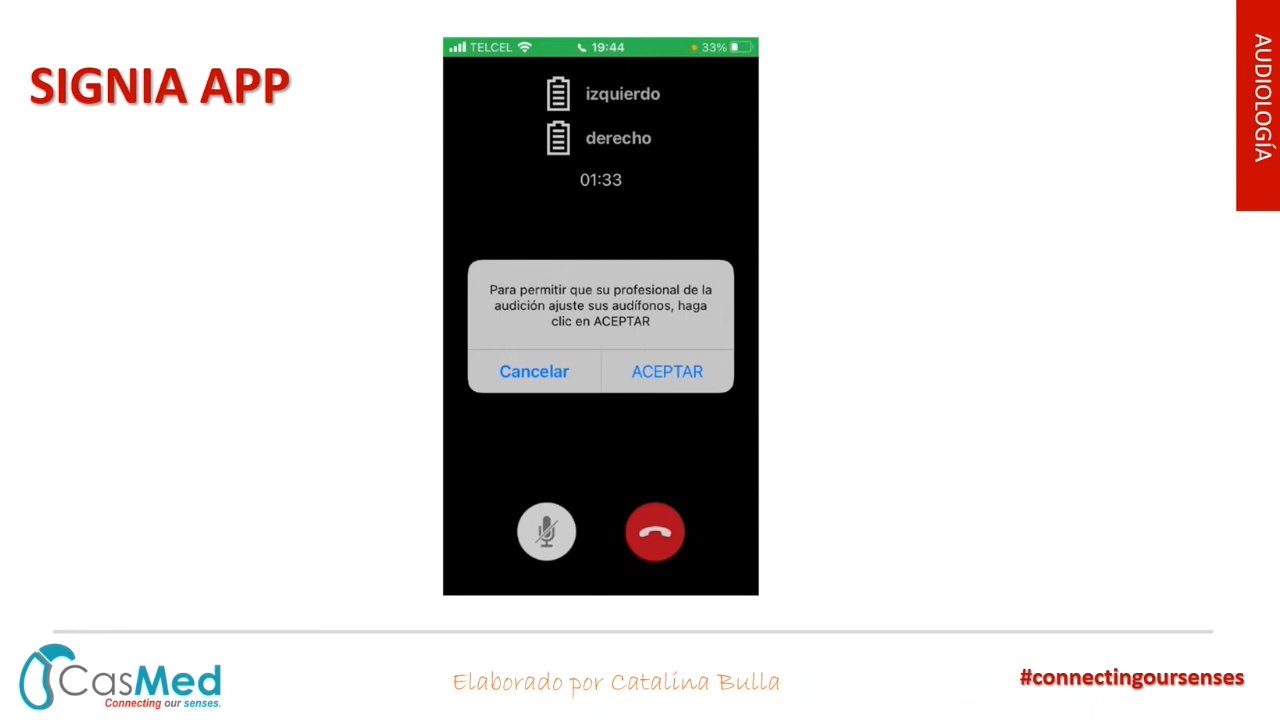 SIGNIA APP
AUDIOLOGÍA
TELCEL 19:44 33%
izquierdo
derecho
01:33
Para permitir que su profesional de la
audición ajuste sus audífonos, haga
clic en ACEPTAR
Cancelar ACEPTAR
CasMed
Connecting our senses.
Elaborado por Catalina Bulla
#connectingoursenses